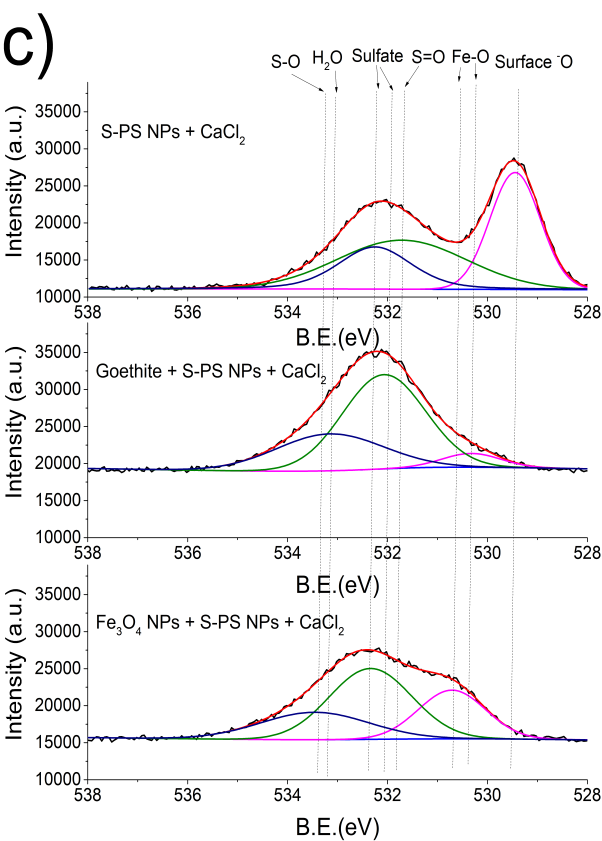 c)
S-O H₂O Sulfate S=O Fe-O Surface ⁻O
S-PS NPs + CaCl₂
Intensity (a.u.)
35000
30000
25000
20000
15000
10000
538 536 534 532 530 528
B.E.(eV)
Goethite + S-PS NPs + CaCl₂
Intensity (a.u.)
35000
30000
25000
20000
15000
10000
538 536 534 532 530 528
B.E.(eV)
Fe₃O₄ NPs + S-PS NPs + CaCl₂
Intensity (a.u.)
35000
30000
25000
20000
15000
10000
538 536 534 532 530 528
B.E.(eV)